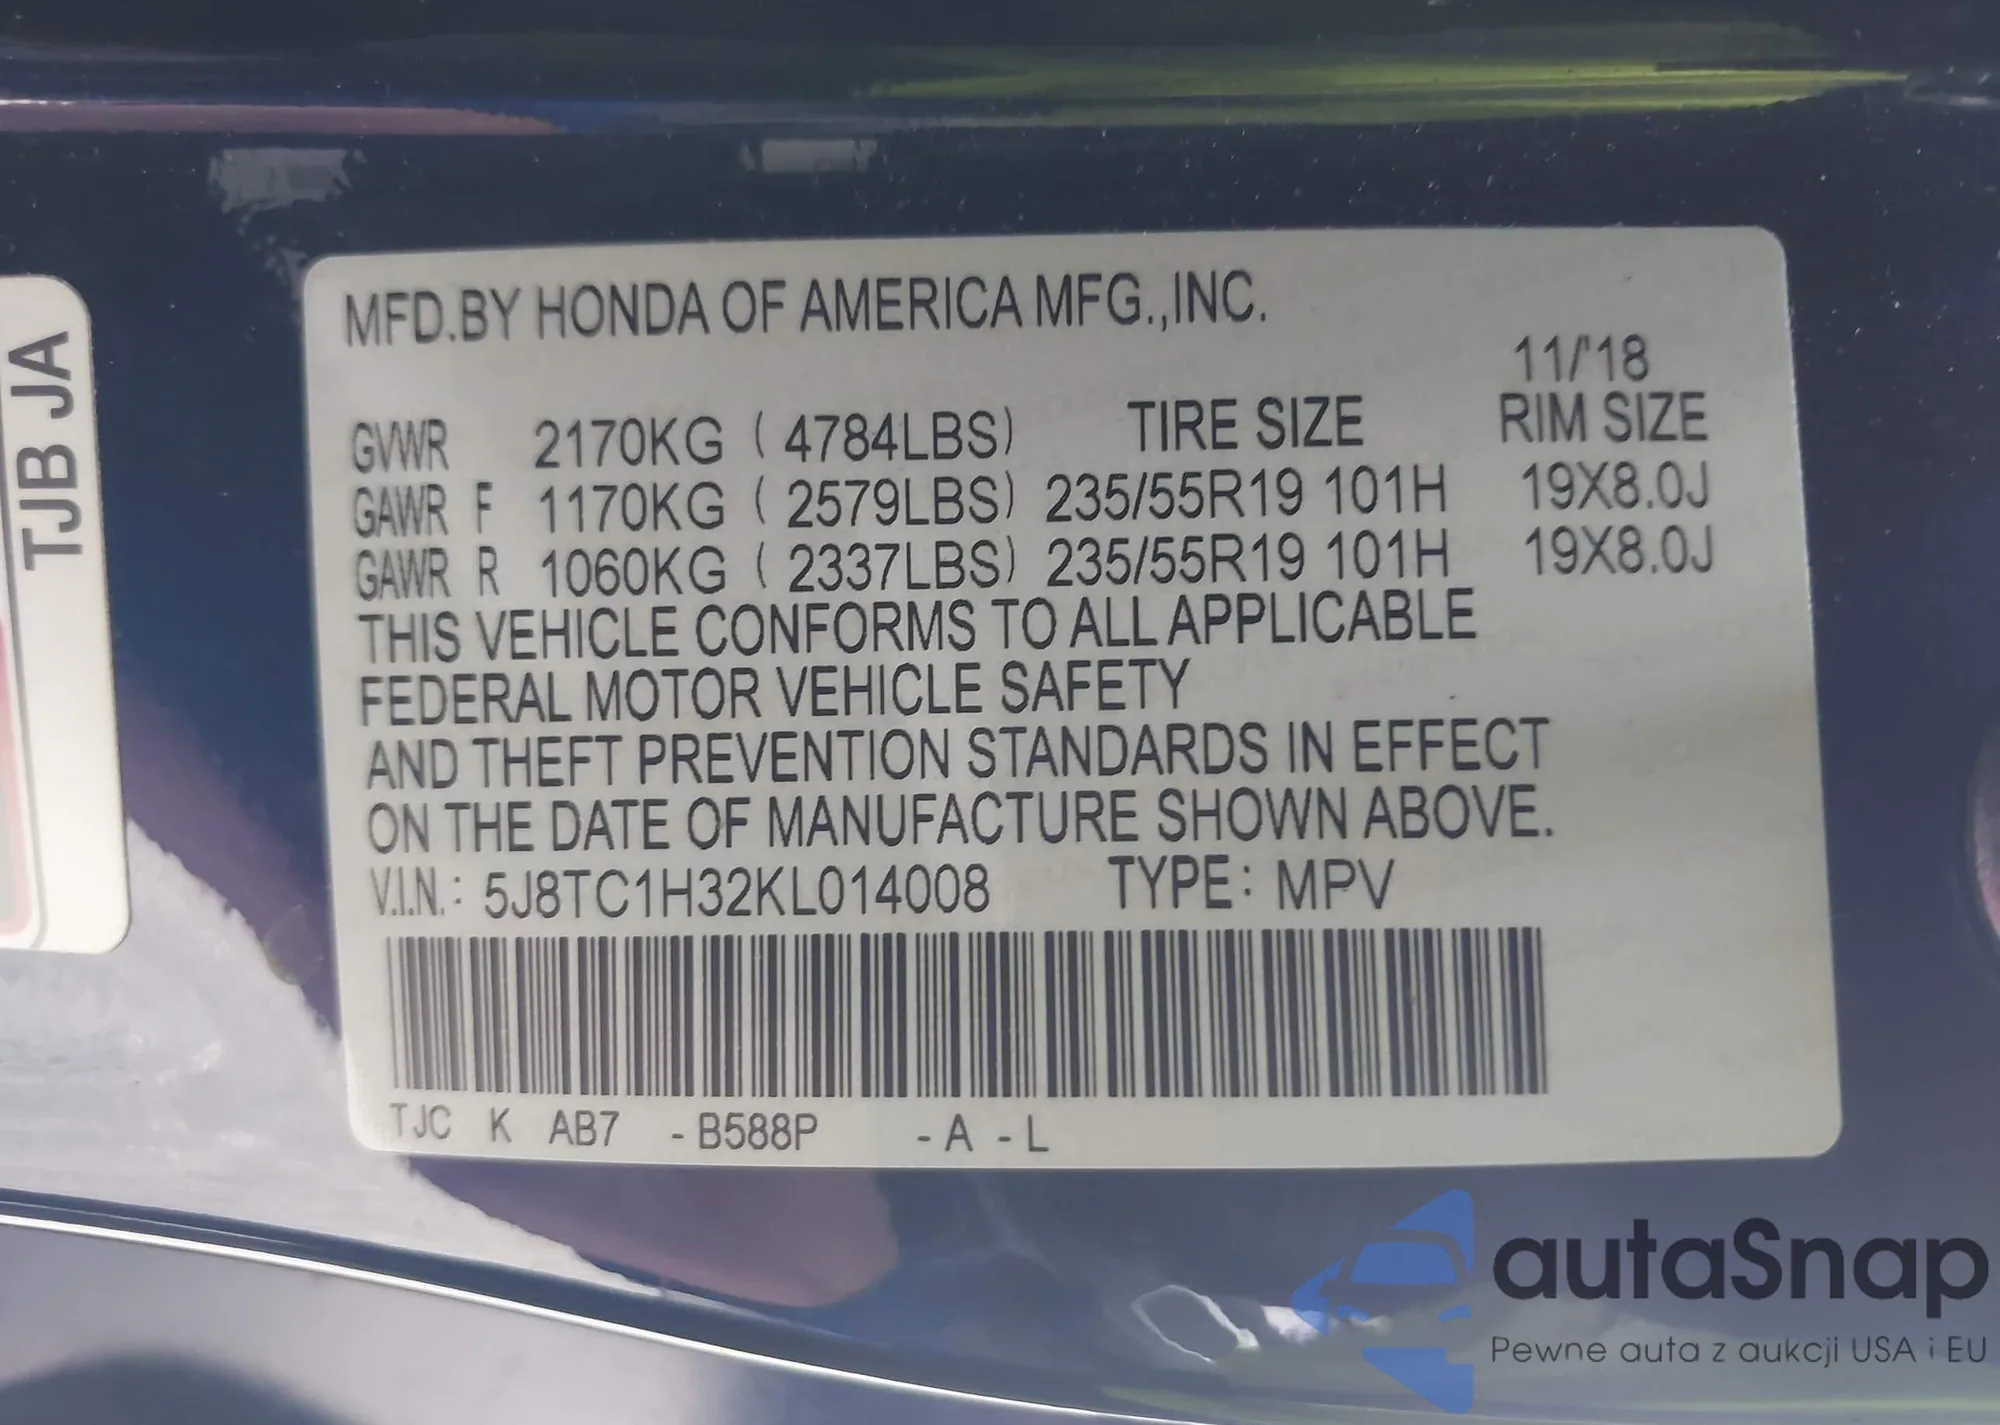 MFD.BY HONDA OF AMERICA MFG.,INC.
11/'18
GVWR 2170KG ( 4784LBS) TIRE SIZE RIM SIZE
GAWR F 1170KG ( 2579LBS) 235/55R19 101H 19X8.0J
GAWR R 1060KG ( 2337LBS) 235/55R19 101H 19X8.0J
THIS VEHICLE CONFORMS TO ALL APPLICABLE
FEDERAL MOTOR VEHICLE SAFETY
AND THEFT PREVENTION STANDARDS IN EFFECT
ON THE DATE OF MANUFACTURE SHOWN ABOVE.
V.I.N.: 5J8TC1H32KL014008 TYPE: MPV
TJC K AB7 -B588P -A -L
TJB JA
autaSnap
Pewne auta z aukcji USA i EU